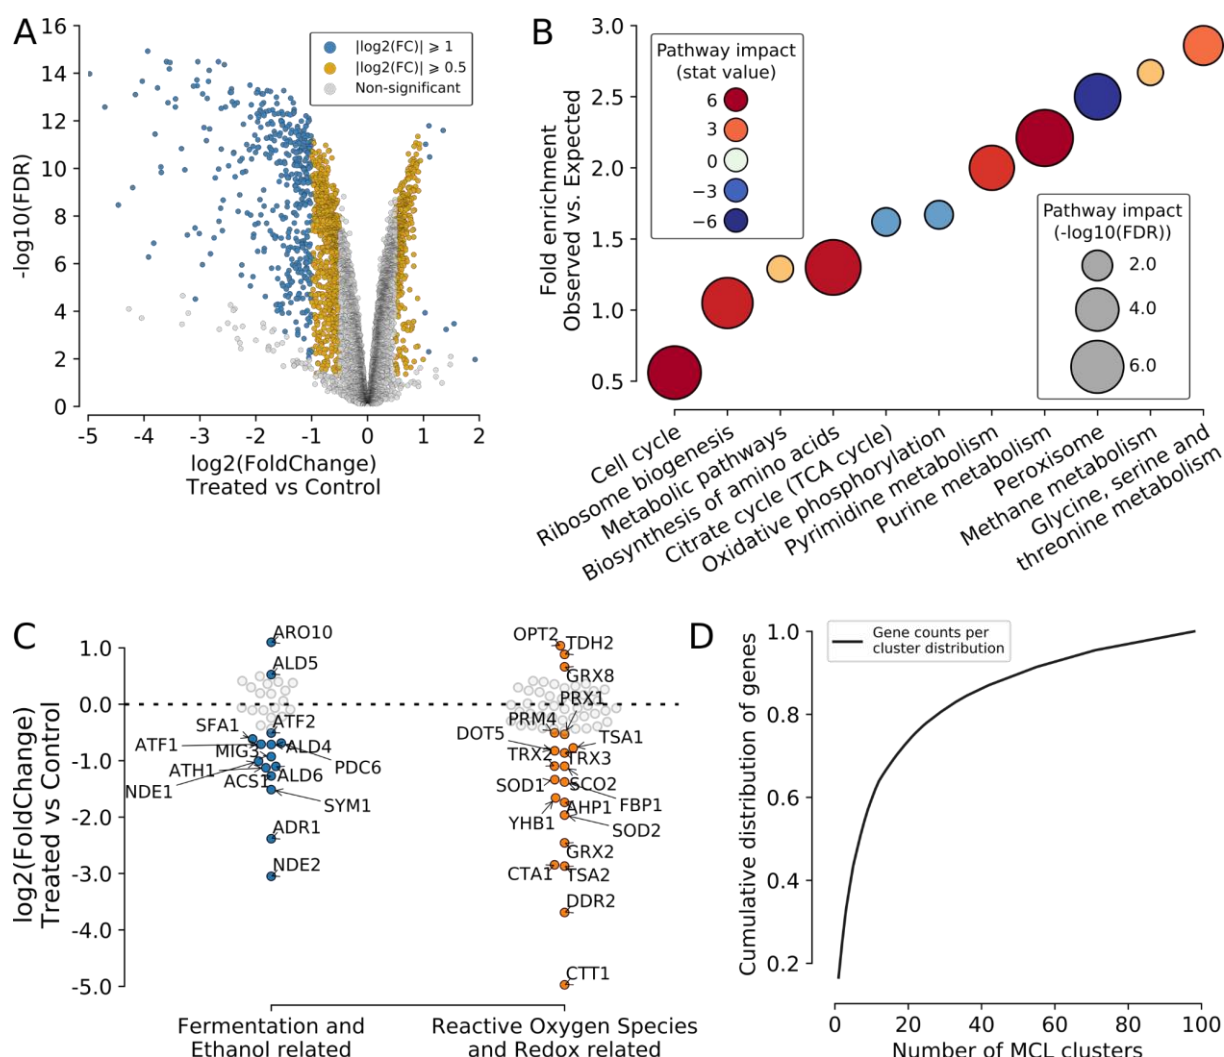 A
-log10(FDR)
16
14
12
10
8
6
4
2
0
|log2(FC)| ⩾ 1
|log2(FC)| ⩾ 0.5
Non-significant
-5 -4 -3 -2 -1 0 1 2
log2(FoldChange)
Treated vs Control
B
Fold enrichment
Observed vs. Expected
3.0
2.5
2.0
1.5
1.0
0.5
Pathway impact
(stat value)
6
3
0
−3
−6
Pathway impact
(-log10(FDR))
2.0
4.0
6.0
Cell cycle
Ribosome biogenesis
Metabolic pathways
Biosynthesis of amino acids
Citrate cycle (TCA cycle)
Oxidative phosphorylation
Pyrimidine metabolism
Purine metabolism
Peroxisome
Methane metabolism
Glycine, serine and
threonine metabolism
C
log2(FoldChange)
Treated vs Control
1.0
0.0
-1.0
-2.0
-3.0
-4.0
-5.0
ARO10
ALD5
SFA1
ATF2
ATF1
MIG3
ALD4
ATH1
PDC6
NDE1
ACS1
ALD6
SYM1
ADR1
NDE2
OPT2
TDH2
GRX8
PRX1
PRM4
DOT5
TSA1
TRX2
TRX3
SOD1
SCO2
FBP1
AHP1
YHB1
SOD2
GRX2
CTA1
TSA2
DDR2
CTT1
Fermentation and
Ethanol related
Reactive Oxygen Species
and Redox related
D
Cumulative distribution of genes
1.0
0.8
0.6
0.4
0.2
Gene counts per
cluster distribution
0 20 40 60 80 100
Number of MCL clusters